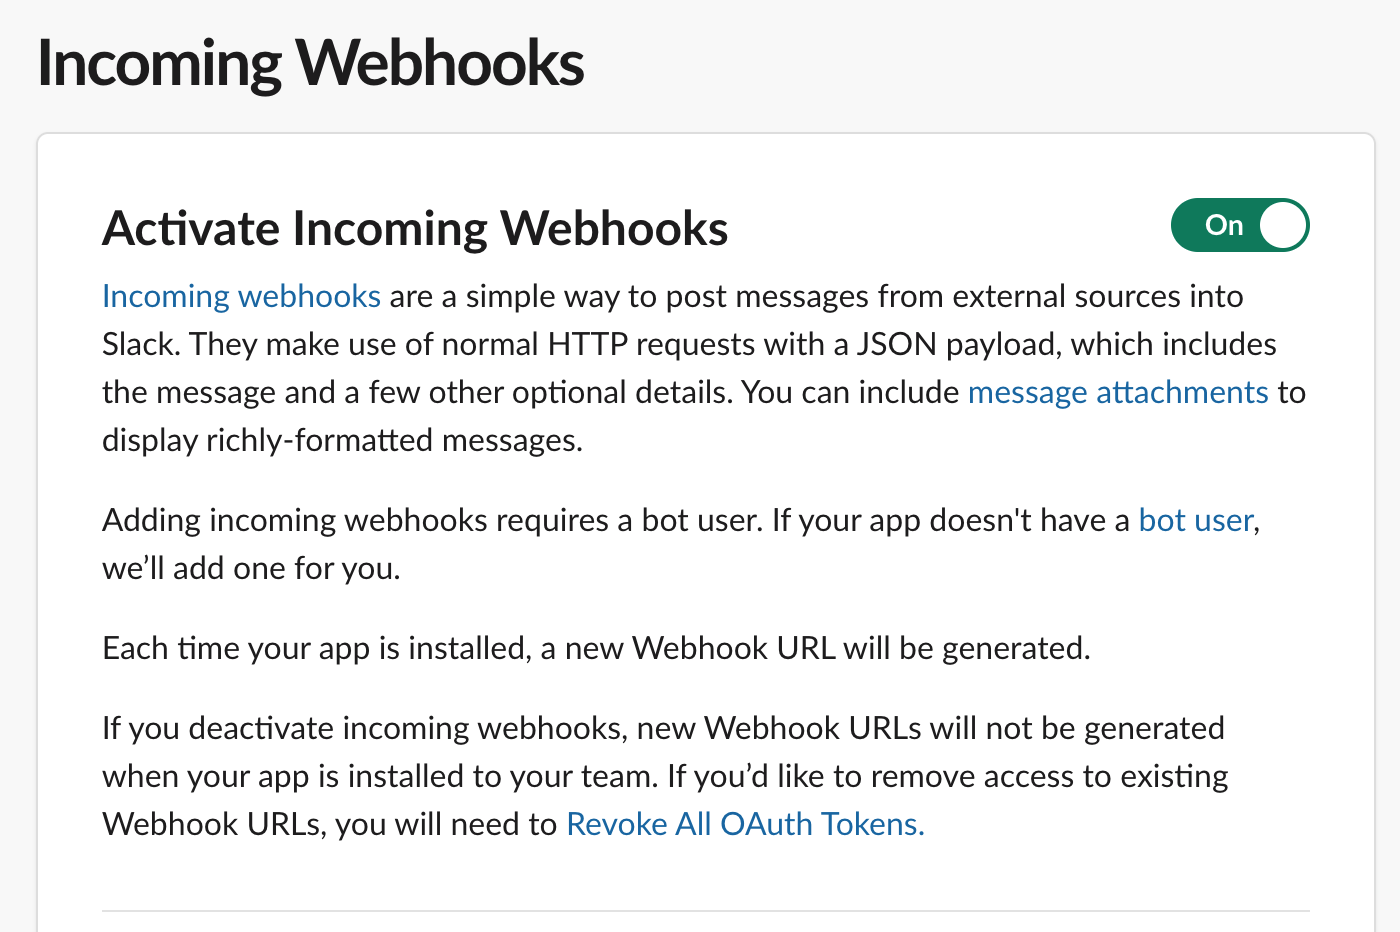 Incoming Webhooks
Activate Incoming Webhooks
On
Incoming webhooks are a simple way to post messages from external sources into
Slack. They make use of normal HTTP requests with a JSON payload, which includes
the message and a few other optional details. You can include message attachments to
display richly-formatted messages.
Adding incoming webhooks requires a bot user. If your app doesn't have a bot user,
we’ll add one for you.
Each time your app is installed, a new Webhook URL will be generated.
If you deactivate incoming webhooks, new Webhook URLs will not be generated
when your app is installed to your team. If you’d like to remove access to existing
Webhook URLs, you will need to Revoke All OAuth Tokens.